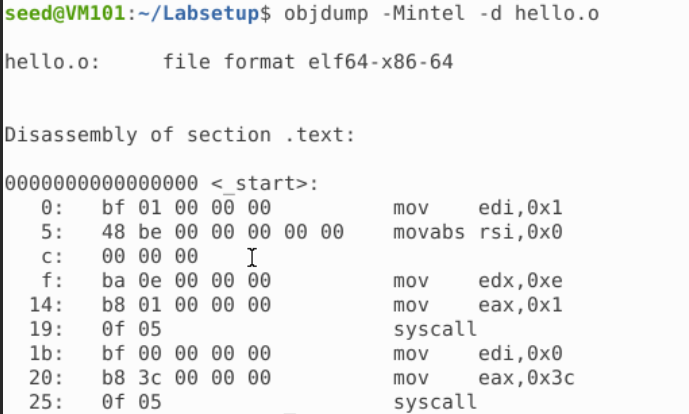 seed@VM101:~/Labsetup$ objdump -Mintel -d hello.o
hello.o:     file format elf64-x86-64
Disassembly of section .text:
0000000000000000 <_start>:
   0:   bf 01 00 00 00          mov    edi,0x1
   5:   48 be 00 00 00 00 00    movabs rsi,0x0
   c:   00 00 00
   f:   ba 0e 00 00 00          mov    edx,0xe
  14:   b8 01 00 00 00          mov    eax,0x1
  19:   0f 05                   syscall
  1b:   bf 00 00 00 00          mov    edi,0x0
  20:   b8 3c 00 00 00          mov    eax,0x3c
  25:   0f 05                   syscall